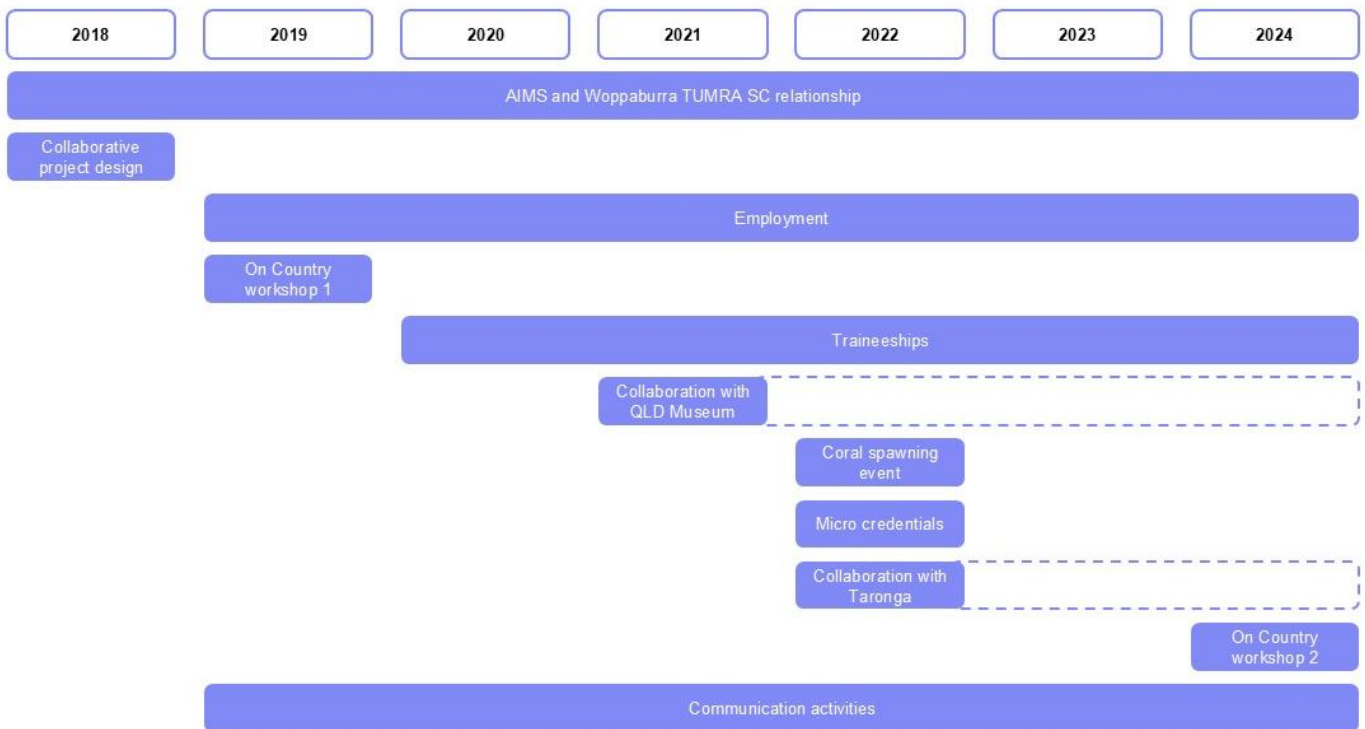 2018 2019 2020 2021 2022 2023 2024
AIMS and Woppaburra TUMRA SC relationship
Collaborative
project design
Employment
On Country
workshop 1
Traineeships
Collaboration with
QLD Museum
Coral spawning
event
Micro credentials
Collaboration with
Taronga
On Country
workshop 2
Communication activities